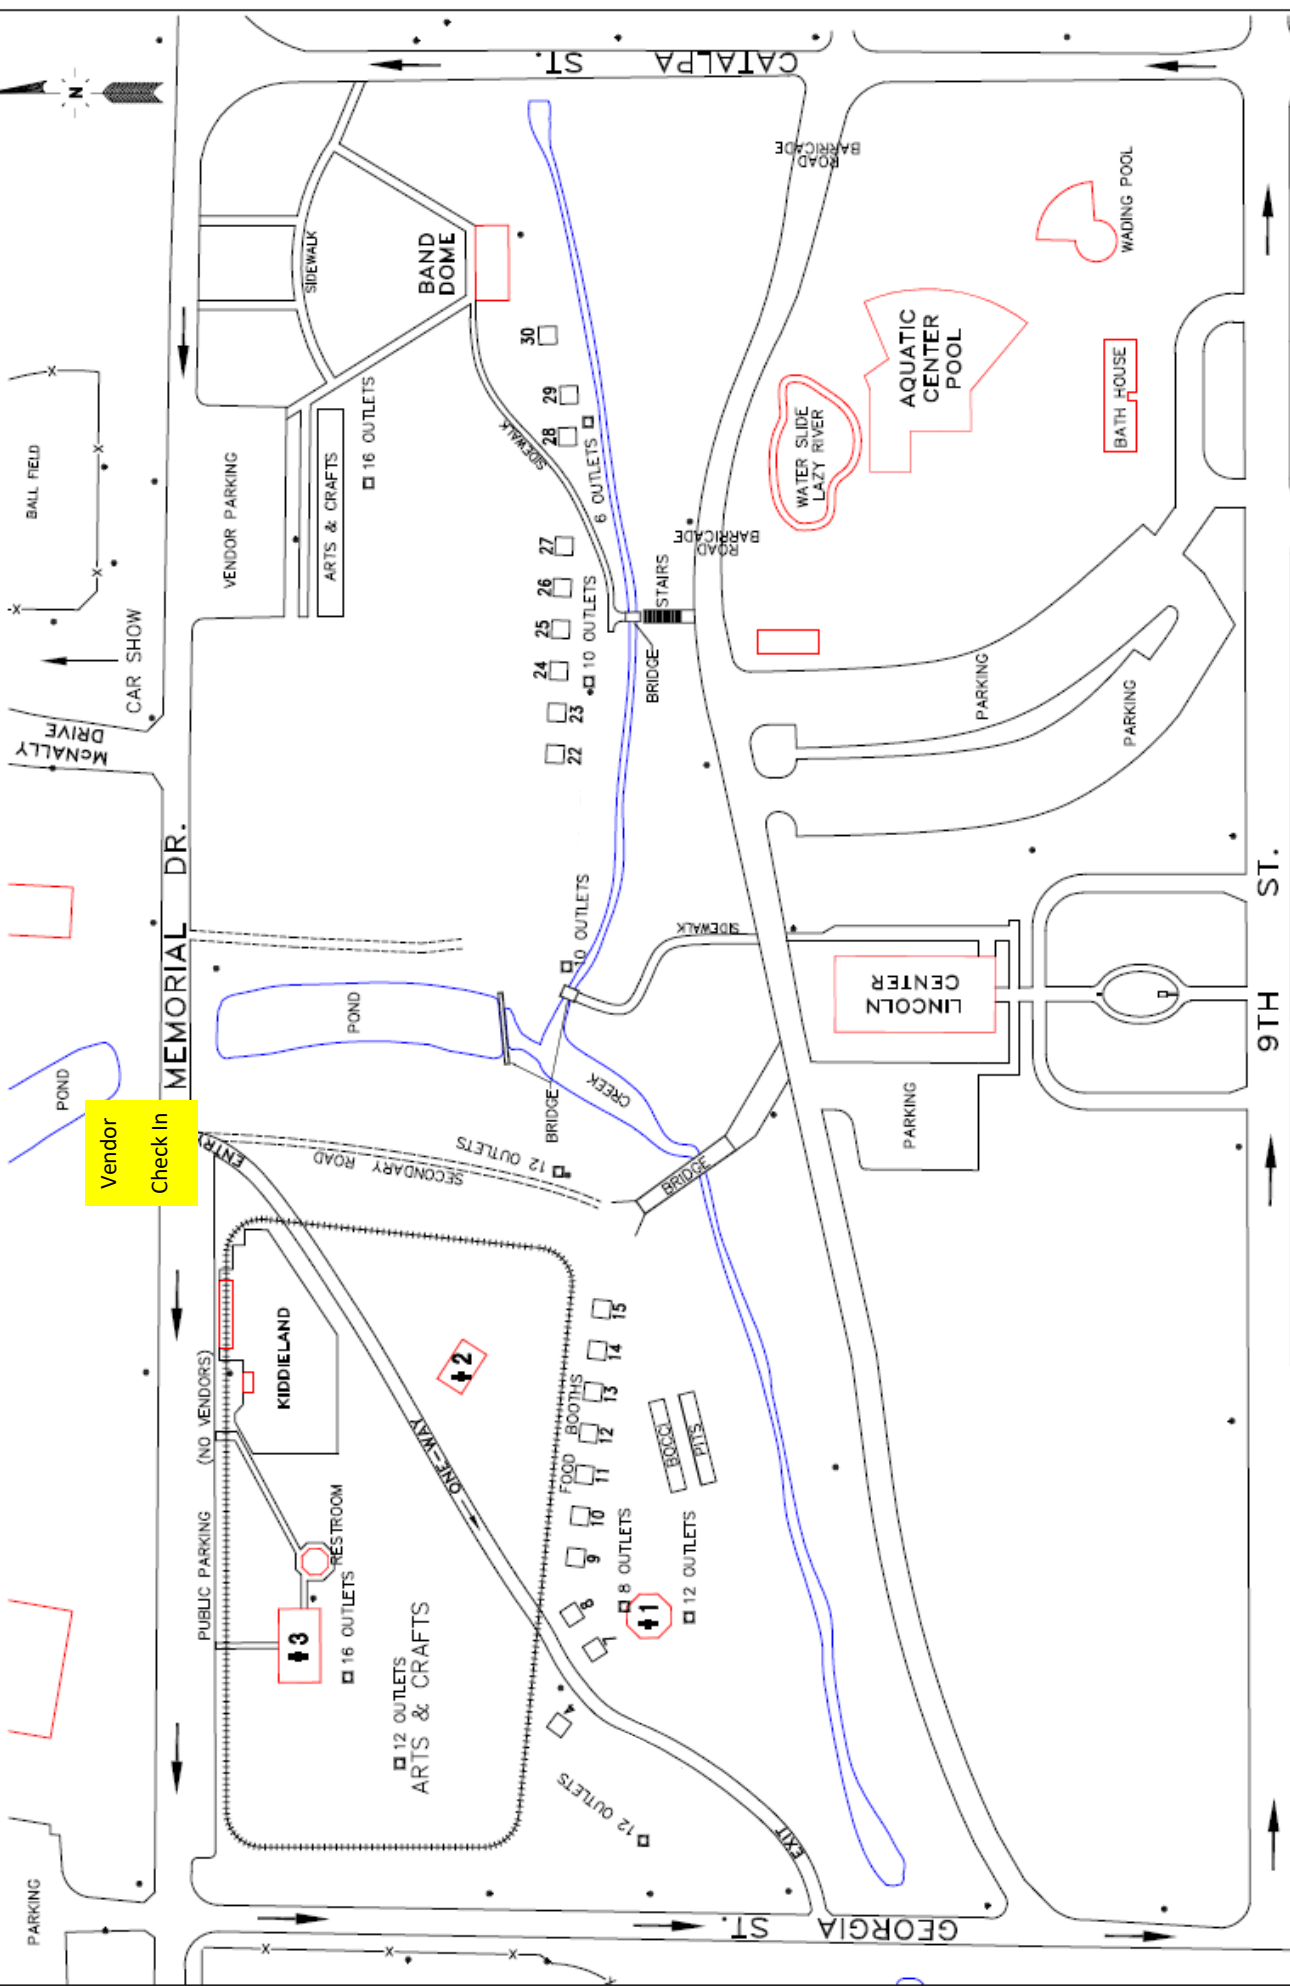 CATALPA ST.
N
ROAD
BARRICADE
WADING POOL
SIDEWALK
BAND
DOME
AQUATIC
CENTER
POOL
BATH HOUSE
WATER SLIDE
LAZY RIVER
30
29
28
SIDEWALK
6 OUTLETS
16 OUTLETS
BALL FIELD
VENDOR PARKING
ARTS & CRAFTS
27
26
25
24
23
22
10 OUTLETS
STAIRS
BRIDGE
ROAD
BARRICADE
PARKING
PARKING
CAR SHOW
McNALLY
DRIVE
MEMORIAL DR.
9TH ST.
10 OUTLETS
SIDEWALK
LINCOLN
CENTER
POND
POND
BRIDGE
CREEK
PARKING
Vendor
Check In
ENTRY
SECONDARY ROAD
12 OUTLETS
BRIDGE
KIDDIELAND
PUBLIC PARKING (NO VENDORS)
#2
ONE-WAY
FOOD BOOTHS
15
14
13
12
11
10
9
8
7
4
BOCCI
PITS
RESTROOM
#3
16 OUTLETS
8 OUTLETS
#1
12 OUTLETS
12 OUTLETS
ARTS & CRAFTS
12 OUTLETS
EXIT
PARKING
GEORGIA ST.